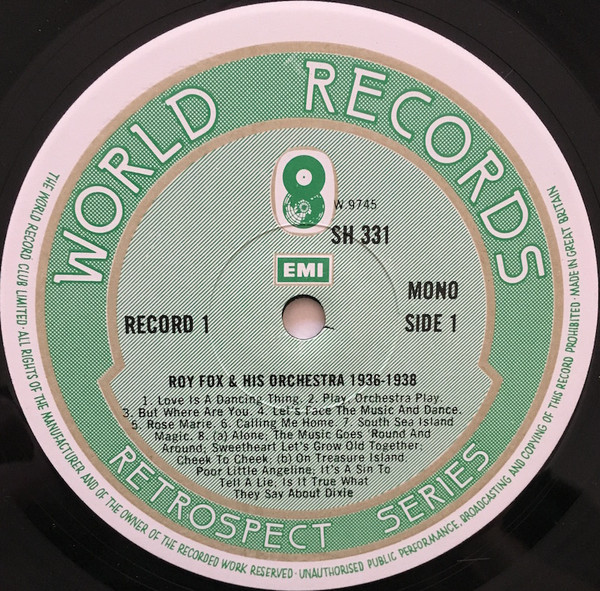 WORLD RECORDS
W.9745
SH 331
EMI
MONO
RECORD 1
SIDE 1
ROY FOX & HIS ORCHESTRA 1936-1938
1. Love Is A Dancing Thing. 2. Play, Orchestra Play.
3. But Where Are You. 4. Let's Face The Music And Dance.
5. Rose Marie. 6. Calling Me Home. 7. South Sea Island
Magic. 8. (a) Alone; The Music Goes 'Round And
Around; Sweetheart Let's Grow Old Together;
Cheek To Cheek; (b) On Treasure Island
Poor Little Angeline; It's A Sin To
Tell A Lie; Is It True What
They Say About Dixie
RETROSPECT SERIES
THE WORLD RECORD CLUB LIMITED · ALL RIGHTS OF THE MANUFACTURER AND OF THE OWNER OF THE RECORDED WORK RESERVED · UNAUTHORISED PUBLIC PERFORMANCE, BROADCASTING AND COPYING OF THIS RECORD PROHIBITED · MADE IN GREAT BRITAIN